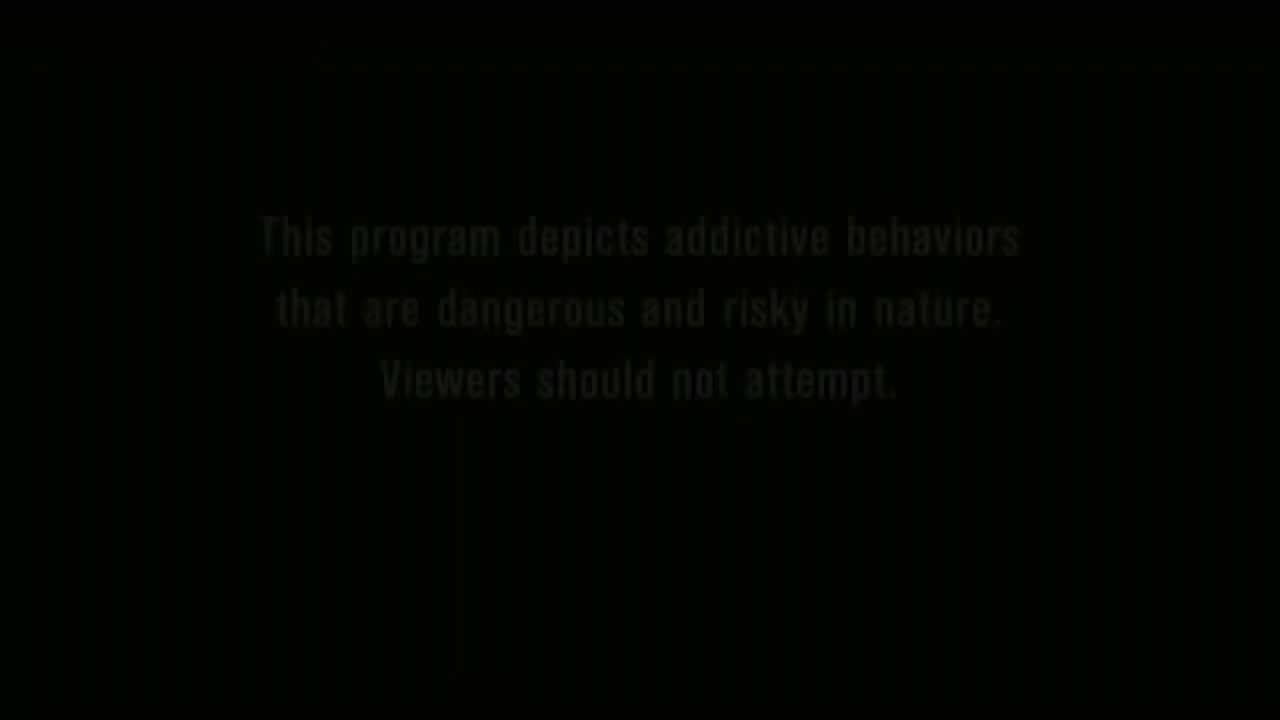 This program depicts addictive behaviors
that are dangerous and risky in nature.
Viewers should not attempt.